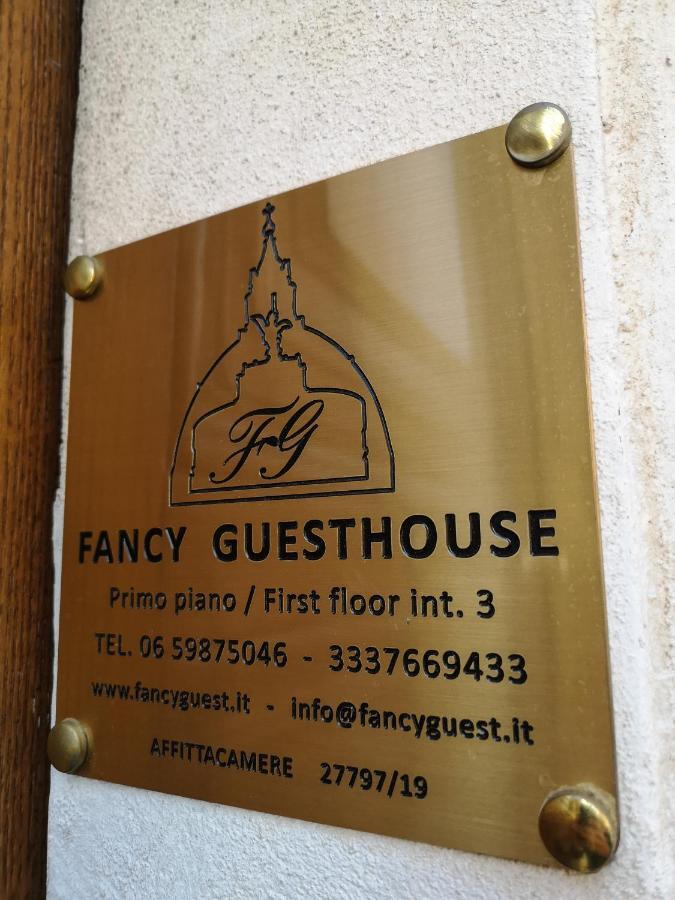 FG
FANCY GUESTHOUSE
Primo piano / First floor int. 3
TEL. 06 59875046 - 3337669433
www.fancyguest.it - info@fancyguest.it
AFFITTACAMERE 27797/19